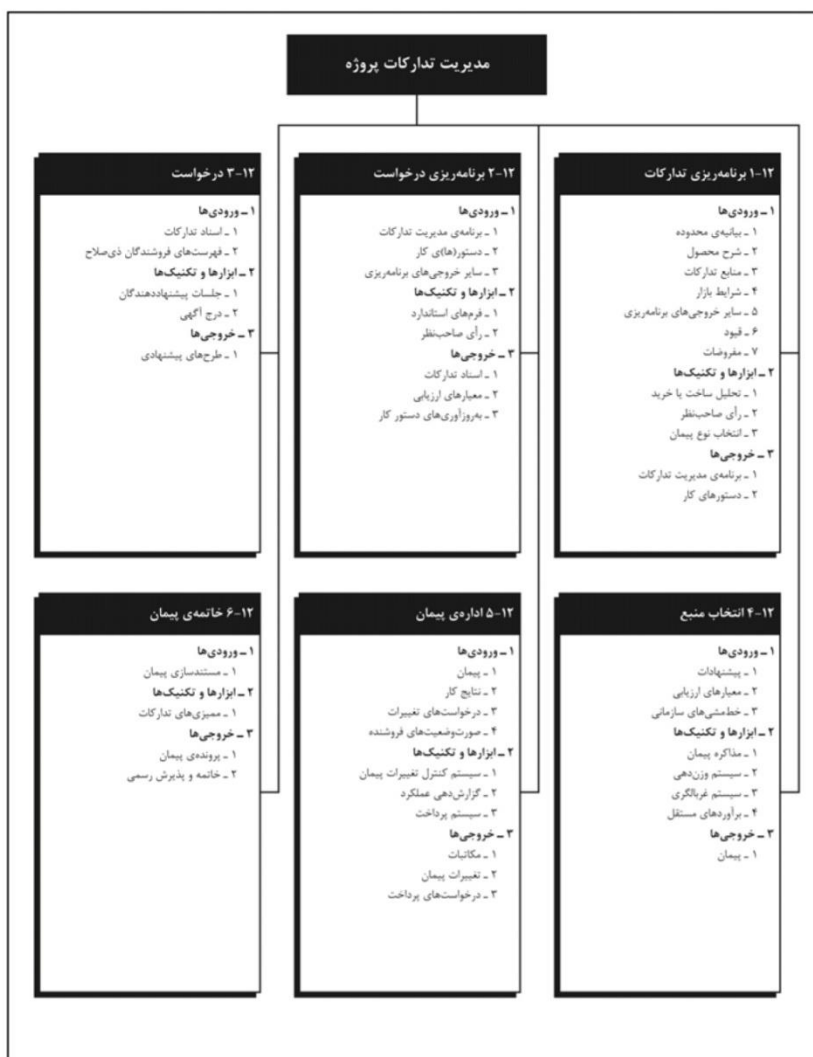 مدیریت تدارکات پروژه
۱۲-۱ برنامه‌ریزی تدارکات
۱ ـ ورودی‌ها
۱ ـ بیانیه‌ی محدوده
۲ ـ شرح محصول
۳ ـ منابع تدارکات
۴ ـ شرایط بازار
۵ ـ سایر خروجی‌های برنامه‌ریزی
۶ ـ قیود
۷ ـ مفروضات
۲ ـ ابزارها و تکنیک‌ها
۱ ـ تحلیل ساخت یا خرید
۲ ـ رأی صاحب‌نظر
۳ ـ انتخاب نوع پیمان
۳ ـ خروجی‌ها
۱ ـ برنامه‌ی مدیریت تدارکات
۲ ـ دستورهای کار
۱۲-۲ برنامه‌ریزی درخواست
۱ ـ ورودی‌ها
۱ ـ برنامه‌ی مدیریت تدارکات
۲ ـ دستور(ها)ی کار
۳ ـ سایر خروجی‌های برنامه‌ریزی
۲ ـ ابزارها و تکنیک‌ها
۱ ـ فرم‌های استاندارد
۲ ـ رأی صاحب‌نظر
۳ ـ خروجی‌ها
۱ ـ اسناد تدارکات
۲ ـ معیارهای ارزیابی
۳ ـ به‌روزآوری‌های دستور کار
۱۲-۳ درخواست
۱ ـ ورودی‌ها
۱ ـ اسناد تدارکات
۲ ـ فهرست‌های فروشندگان ذی‌صلاح
۲ ـ ابزارها و تکنیک‌ها
۱ ـ جلسات پیشنهاددهندگان
۲ ـ درج آگهی
۳ ـ خروجی‌ها
۱ ـ طرح‌های پیشنهادی
۱۲-۴ انتخاب منبع
۱ ـ ورودی‌ها
۱ ـ پیشنهادات
۲ ـ معیارهای ارزیابی
۳ ـ خط‌مشی‌های سازمانی
۲ ـ ابزارها و تکنیک‌ها
۱ ـ مذاکره پیمان
۲ ـ سیستم وزن‌دهی
۳ ـ سیستم غربالگری
۴ ـ برآوردهای مستقل
۳ ـ خروجی‌ها
۱ ـ پیمان
۱۲-۵ اداره‌ی پیمان
۱ ـ ورودی‌ها
۱ ـ پیمان
۲ ـ نتایج کار
۳ ـ درخواست‌های تغییرات
۴ ـ صورت‌وضعیت‌های فروشنده
۲ ـ ابزارها و تکنیک‌ها
۱ ـ سیستم کنترل تغییرات پیمان
۲ ـ گزارش‌دهی عملکرد
۳ ـ سیستم پرداخت
۳ ـ خروجی‌ها
۱ ـ مکاتبات
۲ ـ تغییرات پیمان
۳ ـ درخواست‌های پرداخت
۱۲-۶ خاتمه‌ی پیمان
۱ ـ ورودی‌ها
۱ ـ مستندسازی پیمان
۲ ـ ابزارها و تکنیک‌ها
۱ ـ ممیزی‌های تدارکات
۳ ـ خروجی‌ها
۱ ـ پرونده‌ی پیمان
۲ ـ خاتمه و پذیرش رسمی